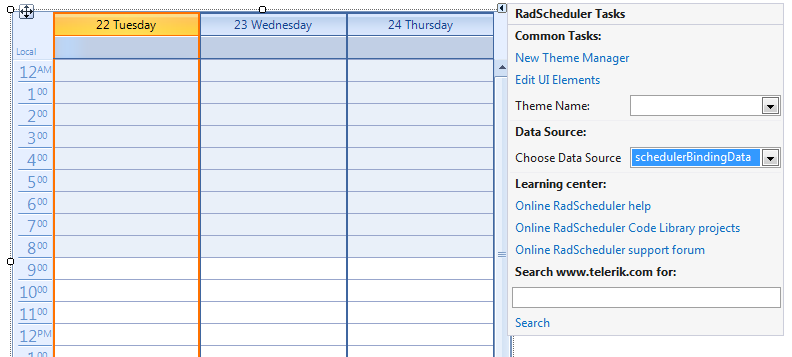 22 Tuesday 23 Wednesday 24 Thursday
Local
12 AM
1 00
2 00
3 00
4 00
5 00
6 00
7 00
8 00
9 00
10 00
11 00
12 PM
1 00
RadScheduler Tasks
Common Tasks:
New Theme Manager
Edit UI Elements
Theme Name:
Data Source:
Choose Data Source schedulerBindingData
Learning center:
Online RadScheduler help
Online RadScheduler Code Library projects
Online RadScheduler support forum
Search www.telerik.com for:
Search